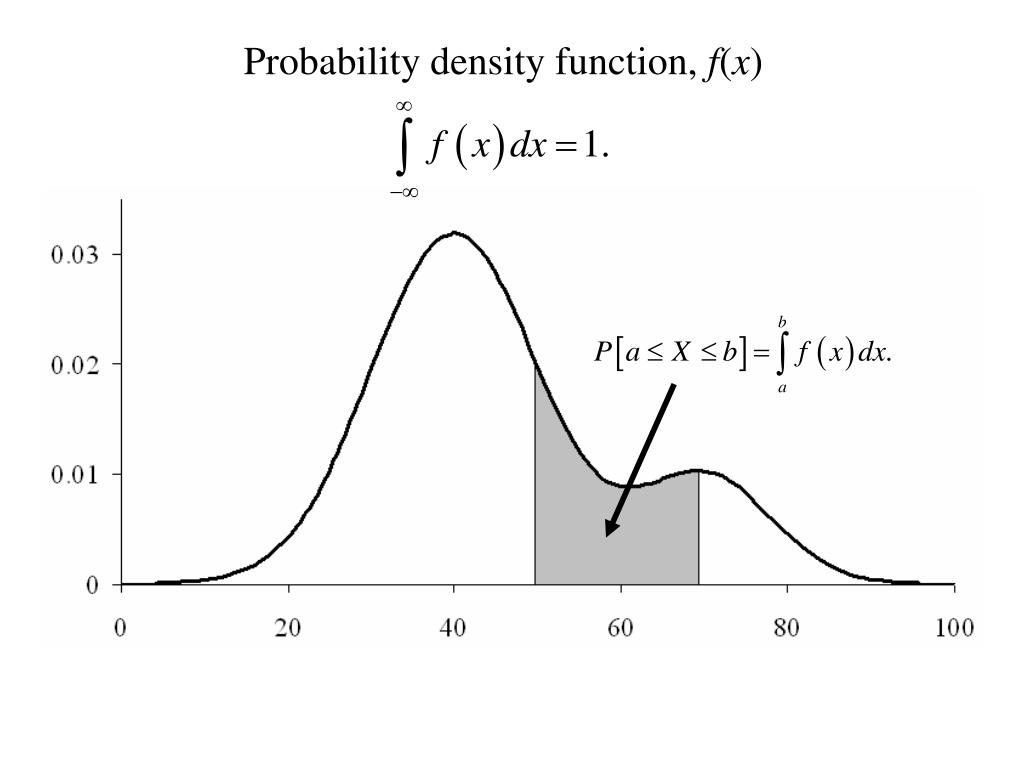 Probability density function, f(x)
∫_{−∞}^{∞} f(x)dx = 1.
0.03
P[a ≤ X ≤ b] = ∫_{a}^{b} f(x)dx.
0.02
0.01
0
0 20 40 60 80 100